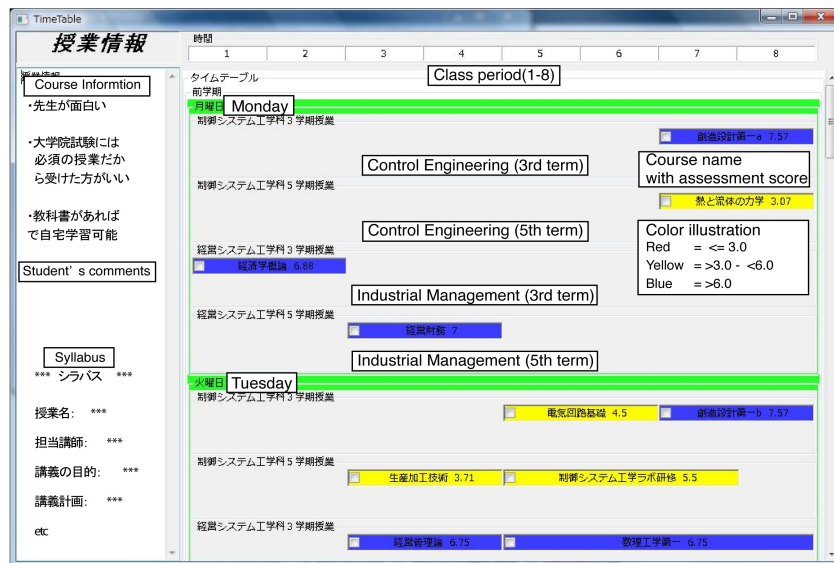 TimeTable
授業情報
時間
1 2 3 4 5 6 7 8
Course Informtion
・先生が面白い
・大学院試験には
必須の授業だか
ら受けた方がいい
・教科書があれば
で自宅学習可能
Student's comments
Syllabus
*** シラバス ***
授業名: ***
担当講師: ***
講義の目的: ***
講義計画: ***
etc
タイムテーブル
Class period(1-8)
前学期
月曜日 Monday
制御システム工学科3学期授業
創造設計第一a 7.57
Control Engineering (3rd term)
Course name
with assessment score
制御システム工学科5学期授業
熱と流体の力学 3.07
Control Engineering (5th term)
Color illustration
Red = <= 3.0
Yellow = >3.0 - <6.0
Blue = >6.0
経営システム工学科3学期授業
経済学概論 6.88
Industrial Management (3rd term)
経営システム工学科5学期授業
経営財務 7
Industrial Management (5th term)
火曜日 Tuesday
制御システム工学科3学期授業
電気回路基礎 4.5
創造設計第一b 7.57
制御システム工学科5学期授業
生産加工技術 3.71
制御システム工学ラボ研修 5.5
経営システム工学科3学期授業
経営管理論 6.75
数理工学第一 6.75